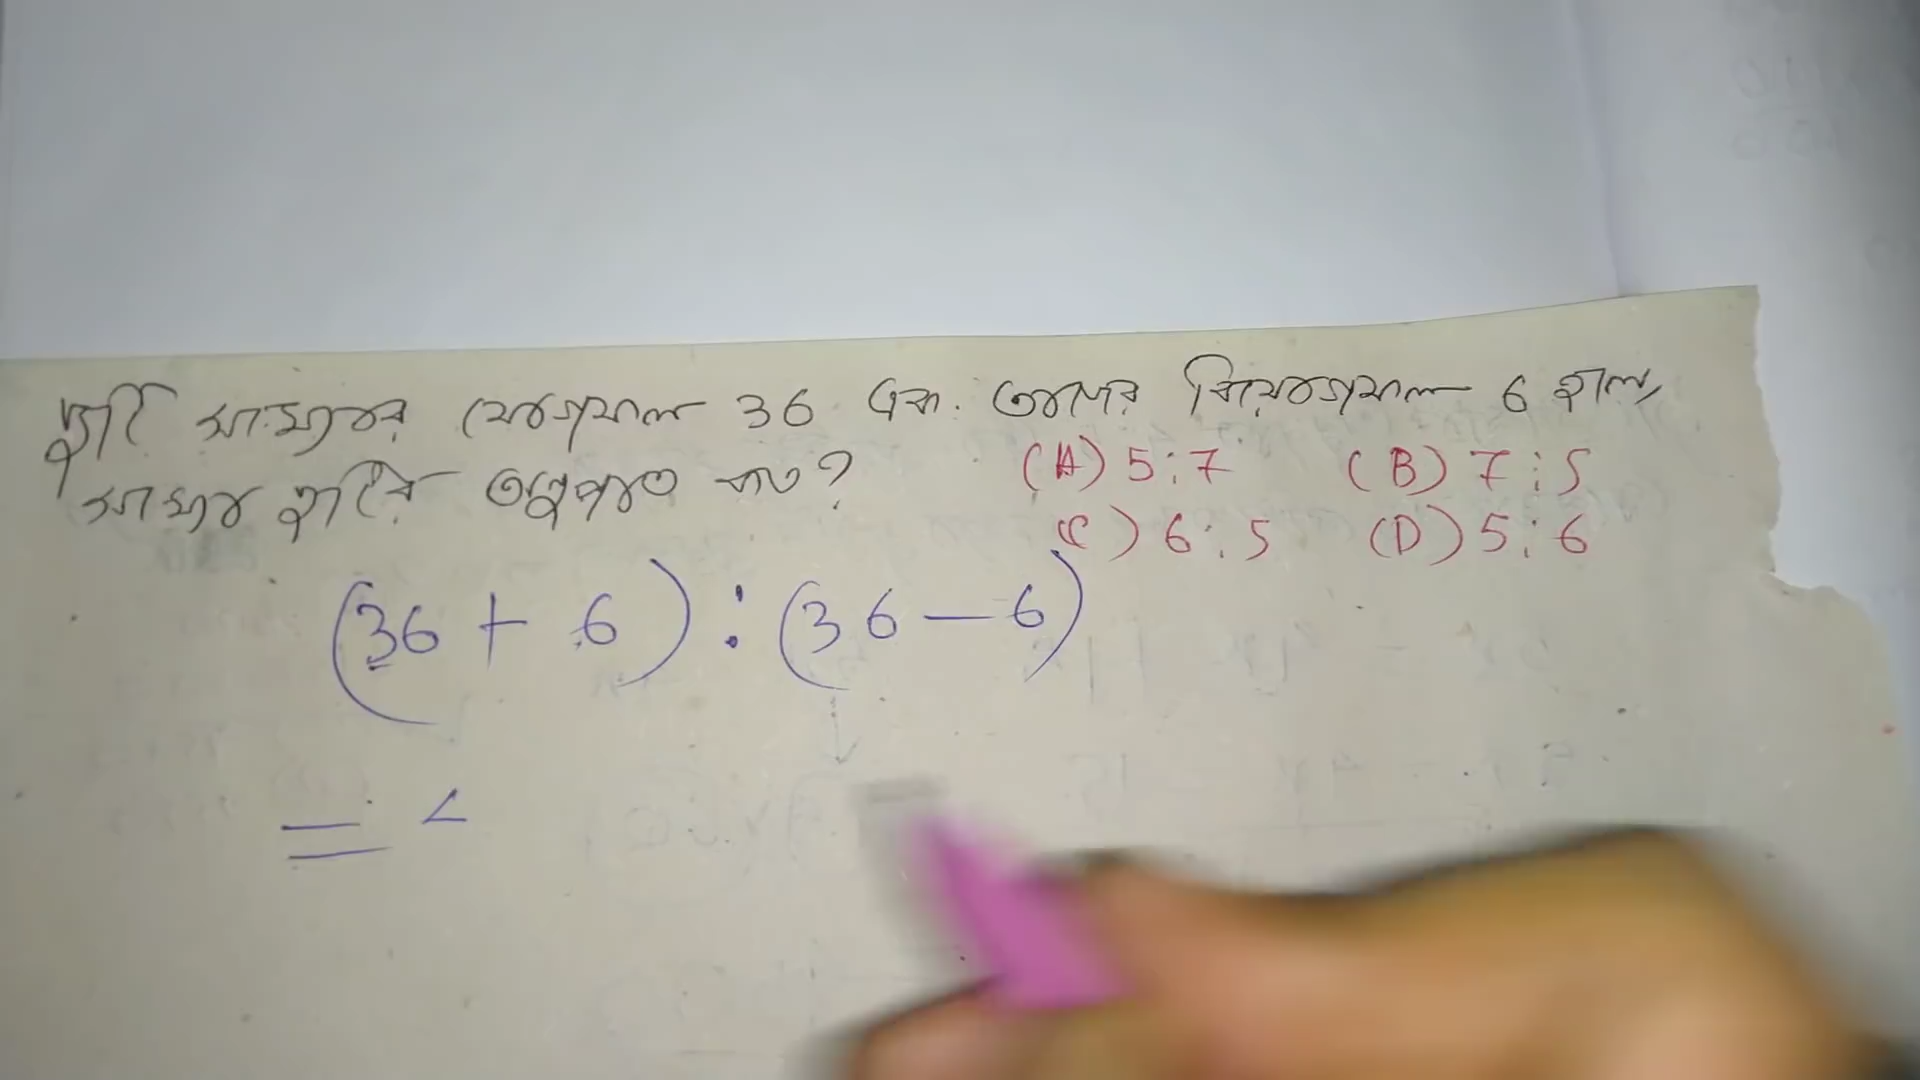 দুটি সংখ্যার যোগফল 36 এবং তাদের বিয়োগফল 6 হলে,
সংখ্যা দুটির অনুপাত কত?
(A) 5:7 (B) 7:5
(C) 6:5 (D) 5:6
(36 + 6) : (36 - 6)
=